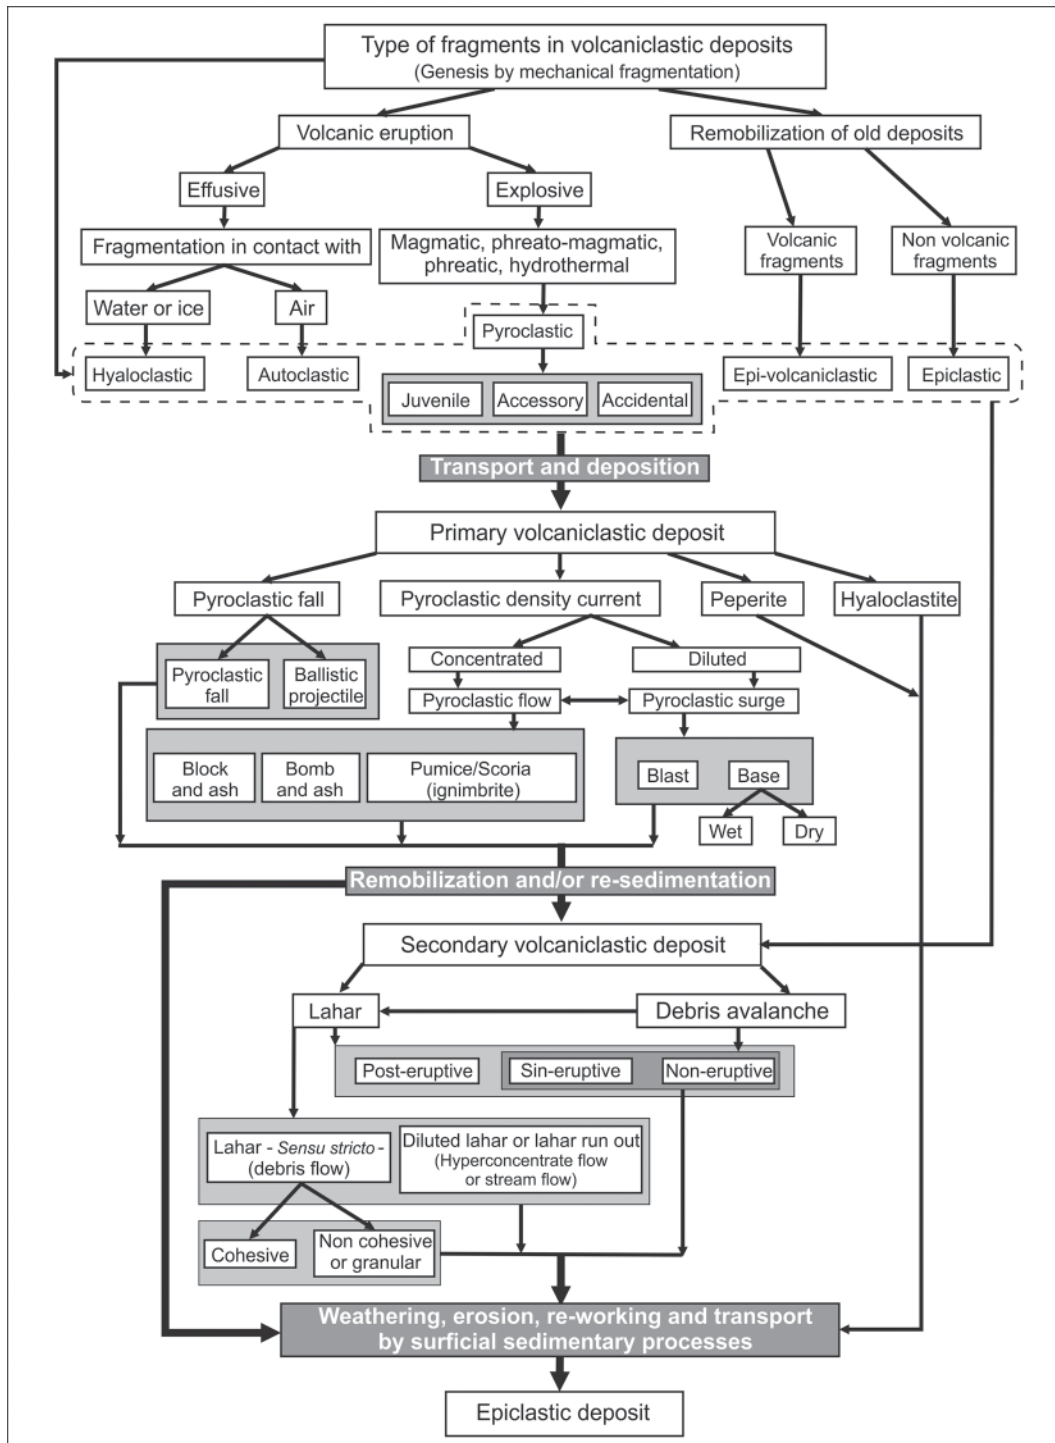 Type of fragments in volcaniclastic deposits
(Genesis by mechanical fragmentation)
Volcanic eruption
Remobilization of old deposits
Effusive
Explosive
Fragmentation in contact with
Magmatic, phreato-magmatic,
phreatic, hydrothermal
Volcanic
fragments
Non volcanic
fragments
Water or ice
Air
Pyroclastic
Hyaloclastic
Autoclastic
Epi-volcaniclastic
Epiclastic
Juvenile
Accessory
Accidental
Transport and deposition
Primary volcaniclastic deposit
Pyroclastic fall
Pyroclastic density current
Peperite
Hyaloclastite
Concentrated
Diluted
Pyroclastic
fall
Ballistic
projectile
Pyroclastic flow
Pyroclastic surge
Block
and ash
Bomb
and ash
Pumice/Scoria
(ignimbrite)
Blast
Base
Wet
Dry
Remobilization and/or re-sedimentation
Secondary volcaniclastic deposit
Lahar
Debris avalanche
Post-eruptive
Sin-eruptive
Non-eruptive
Lahar - Sensu stricto -
(debris flow)
Diluted lahar or lahar run out
(Hyperconcentrate flow
or stream flow)
Cohesive
Non cohesive
or granular
Weathering, erosion, re-working and transport
by surficial sedimentary processes
Epiclastic deposit